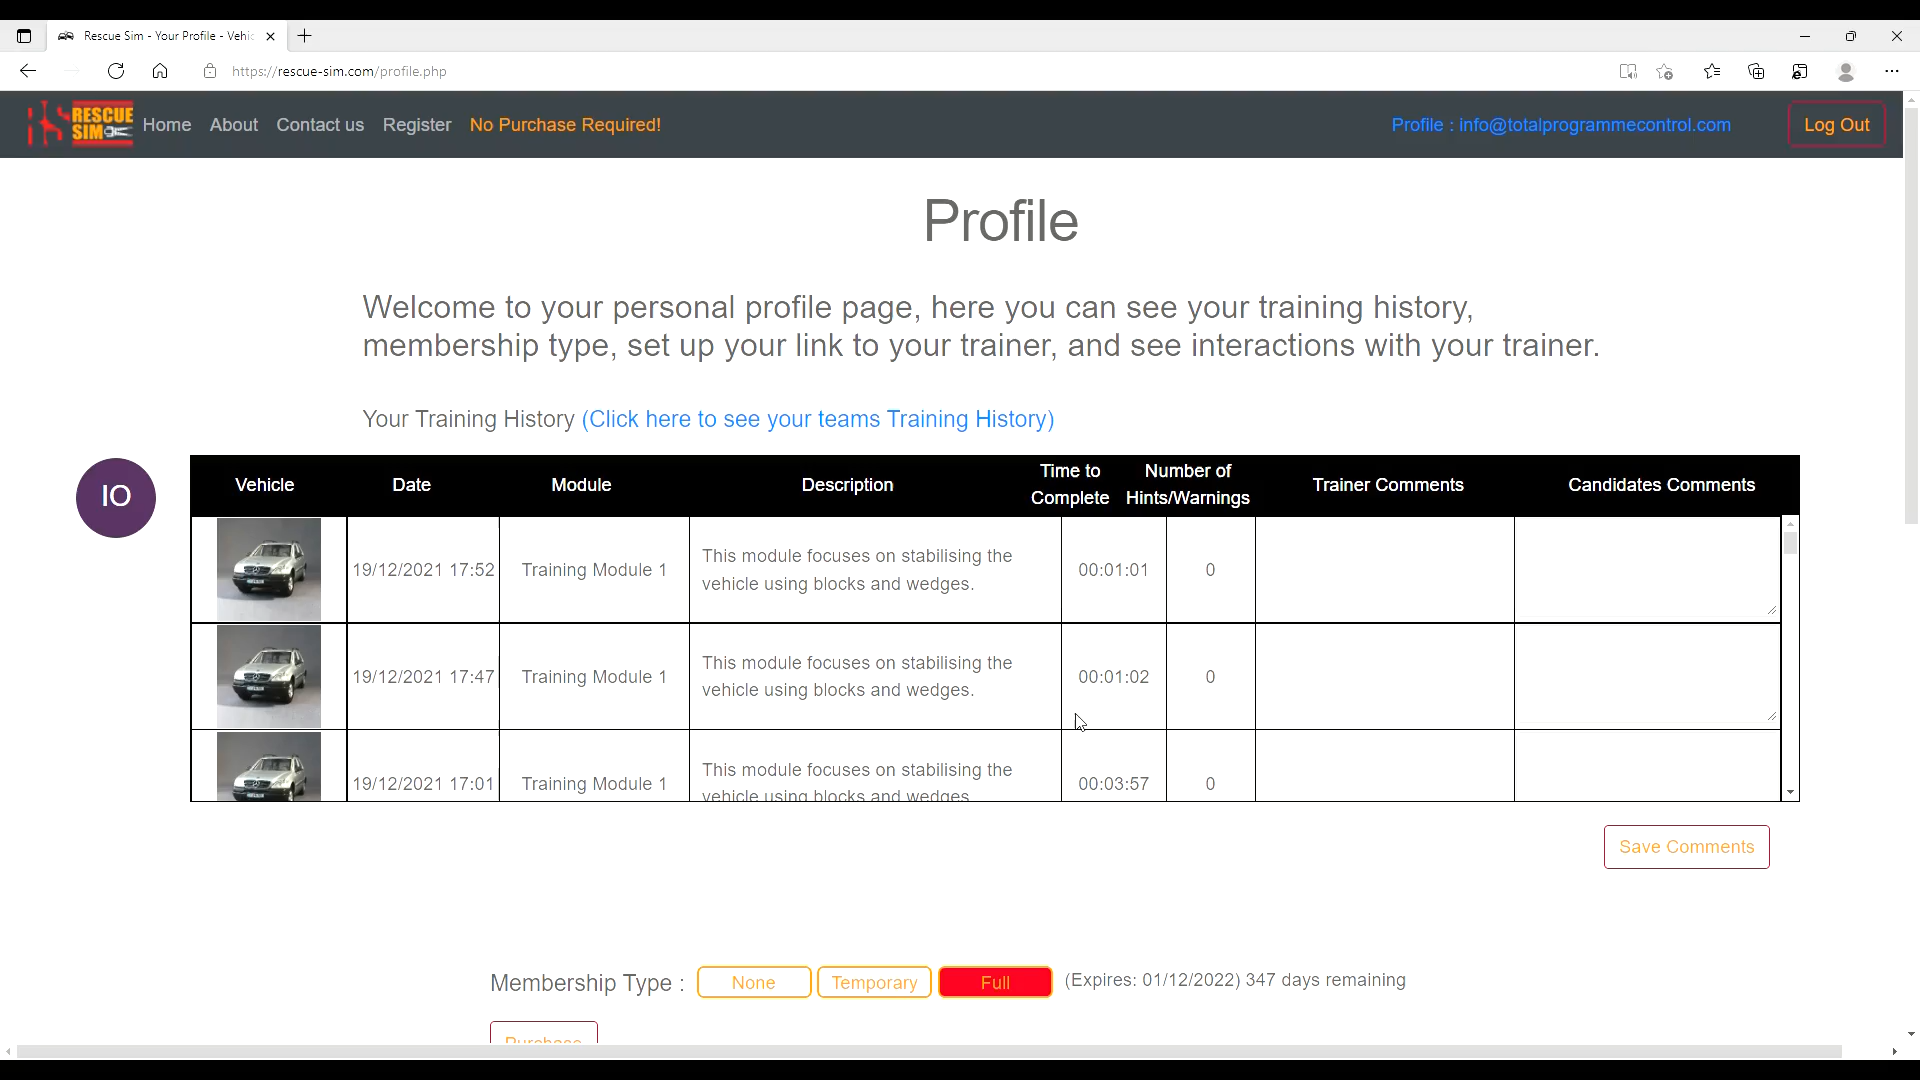 Rescue Sim - Your Profile - Vehic
https://rescue-sim.com/profile.php
RESCUE
SIM
Home About Contact us Register No Purchase Required! Profile : info@totalprogrammecontrol.com Log Out
Profile
Welcome to your personal profile page, here you can see your training history,
membership type, set up your link to your trainer, and see interactions with your trainer.
Your Training History (Click here to see your teams Training History)
IO
Vehicle Date Module Description Time to Complete Number of Hints/Warnings Trainer Comments Candidates Comments
19/12/2021 17:52 Training Module 1 This module focuses on stabilising the vehicle using blocks and wedges. 00:01:01 0
19/12/2021 17:47 Training Module 1 This module focuses on stabilising the vehicle using blocks and wedges. 00:01:02 0
19/12/2021 17:01 Training Module 1 This module focuses on stabilising the vehicle using blocks and wedges 00:03:57 0
Save Comments
Membership Type : None Temporary Full (Expires: 01/12/2022) 347 days remaining
Purchase